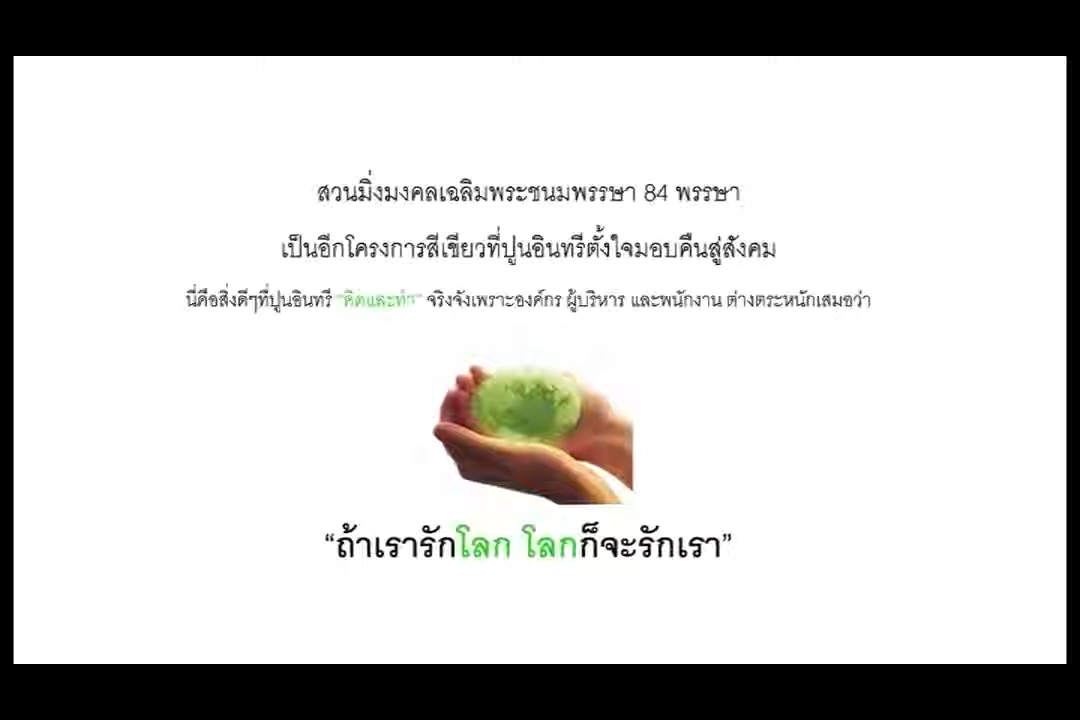 สวนมิ่งมงคลเฉลิมพระชนมพรรษา 84 พรรษา
เป็นอีกโครงการสีเขียวที่ปูนอินทรีตั้งใจมอบคืนสู่สังคม
นี่คือสิ่งดีๆที่ปูนอินทรี "คิดและทำ" จริงจังเพราะองค์กร ผู้บริหาร และพนักงาน ต่างตระหนักเสมอว่า
“ถ้าเรารักโลก โลกก็จะรักเรา”